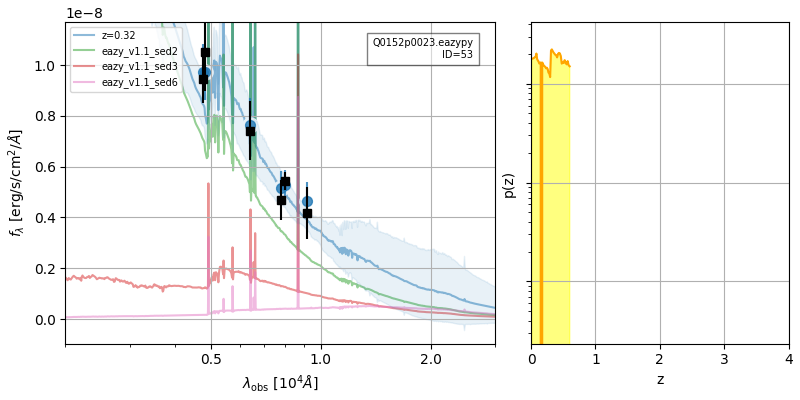 1e−8
z=0.32
eazy_v1.1_sed2
eazy_v1.1_sed3
eazy_v1.1_sed6
Q0152p0023.eazypy
ID=53
1.0
0.8
0.6
0.4
0.2
0.0
fλ [erg/s/cm²/Å]
0.5
1.0
2.0
λobs [10⁴Å]
p(z)
0
1
2
3
4
z